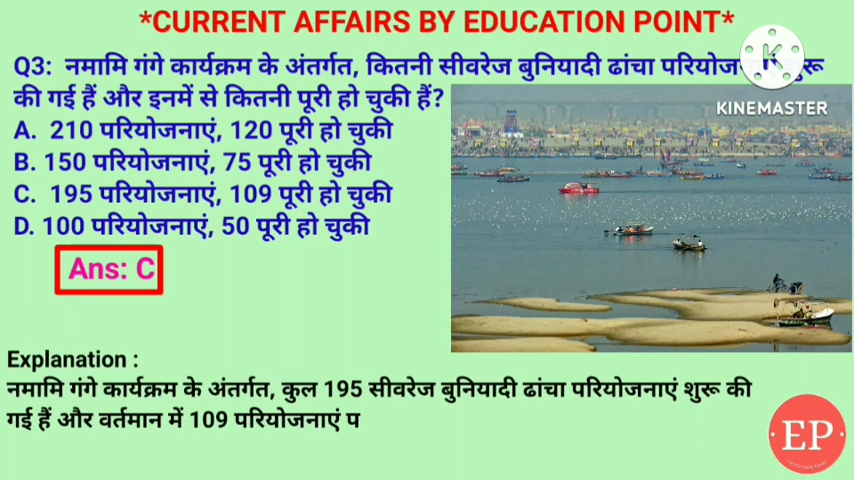 *CURRENT AFFAIRS BY EDUCATION POINT*
Q3: नमामि गंगे कार्यक्रम के अंतर्गत, कितनी सीवरेज बुनियादी ढांचा शुरू
की गई हैं और इनमें से कितनी पूरी हो चुकी हैं?
KINEMASTER
A. 210 परियोजनाएं, 120 पूरी हो चुकी
B. 150 परियोजनाएं, 75 पूरी हो चुकी
C. 195 परियोजनाएं, 109 पूरी हो चुकी
D. 100 परियोजनाएं, 50 पूरी हो चुकी
Ans: C
Explanation :
नमामि गंगे कार्यक्रम के अंतर्गत, कुल 195 सीवरेज बुनियादी ढांचा परियोजनाएं शुरू की
गई हैं और वर्तमान में 109 परियोजनाएं प
EP